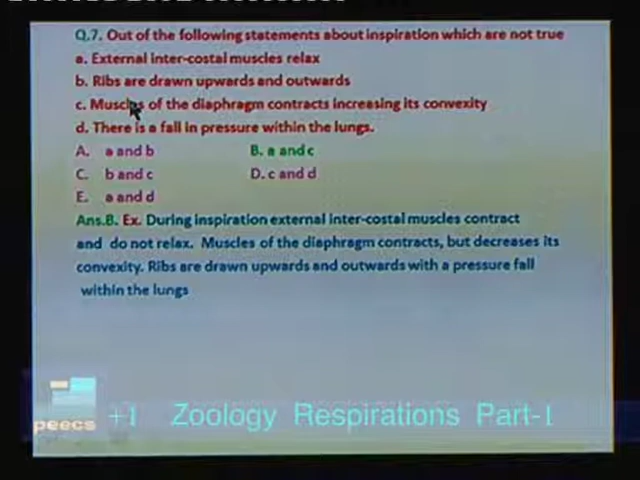 Q.7. Out of the following statements about inspiration which are not true
a. External inter-costal muscles relax
b. Ribs are drawn upwards and outwards
c. Muscles of the diaphragm contracts increasing its convexity
d. There is a fall in pressure within the lungs.
A. a and b B. a and c
C. b and c D. c and d
E. a and d
Ans.B. Ex. During inspiration external inter-costal muscles contract
and do not relax. Muscles of the diaphragm contracts, but decreases its
convexity. Ribs are drawn upwards and outwards with a pressure fall
within the lungs
peecs
+1 Zoology Respirations Part-1